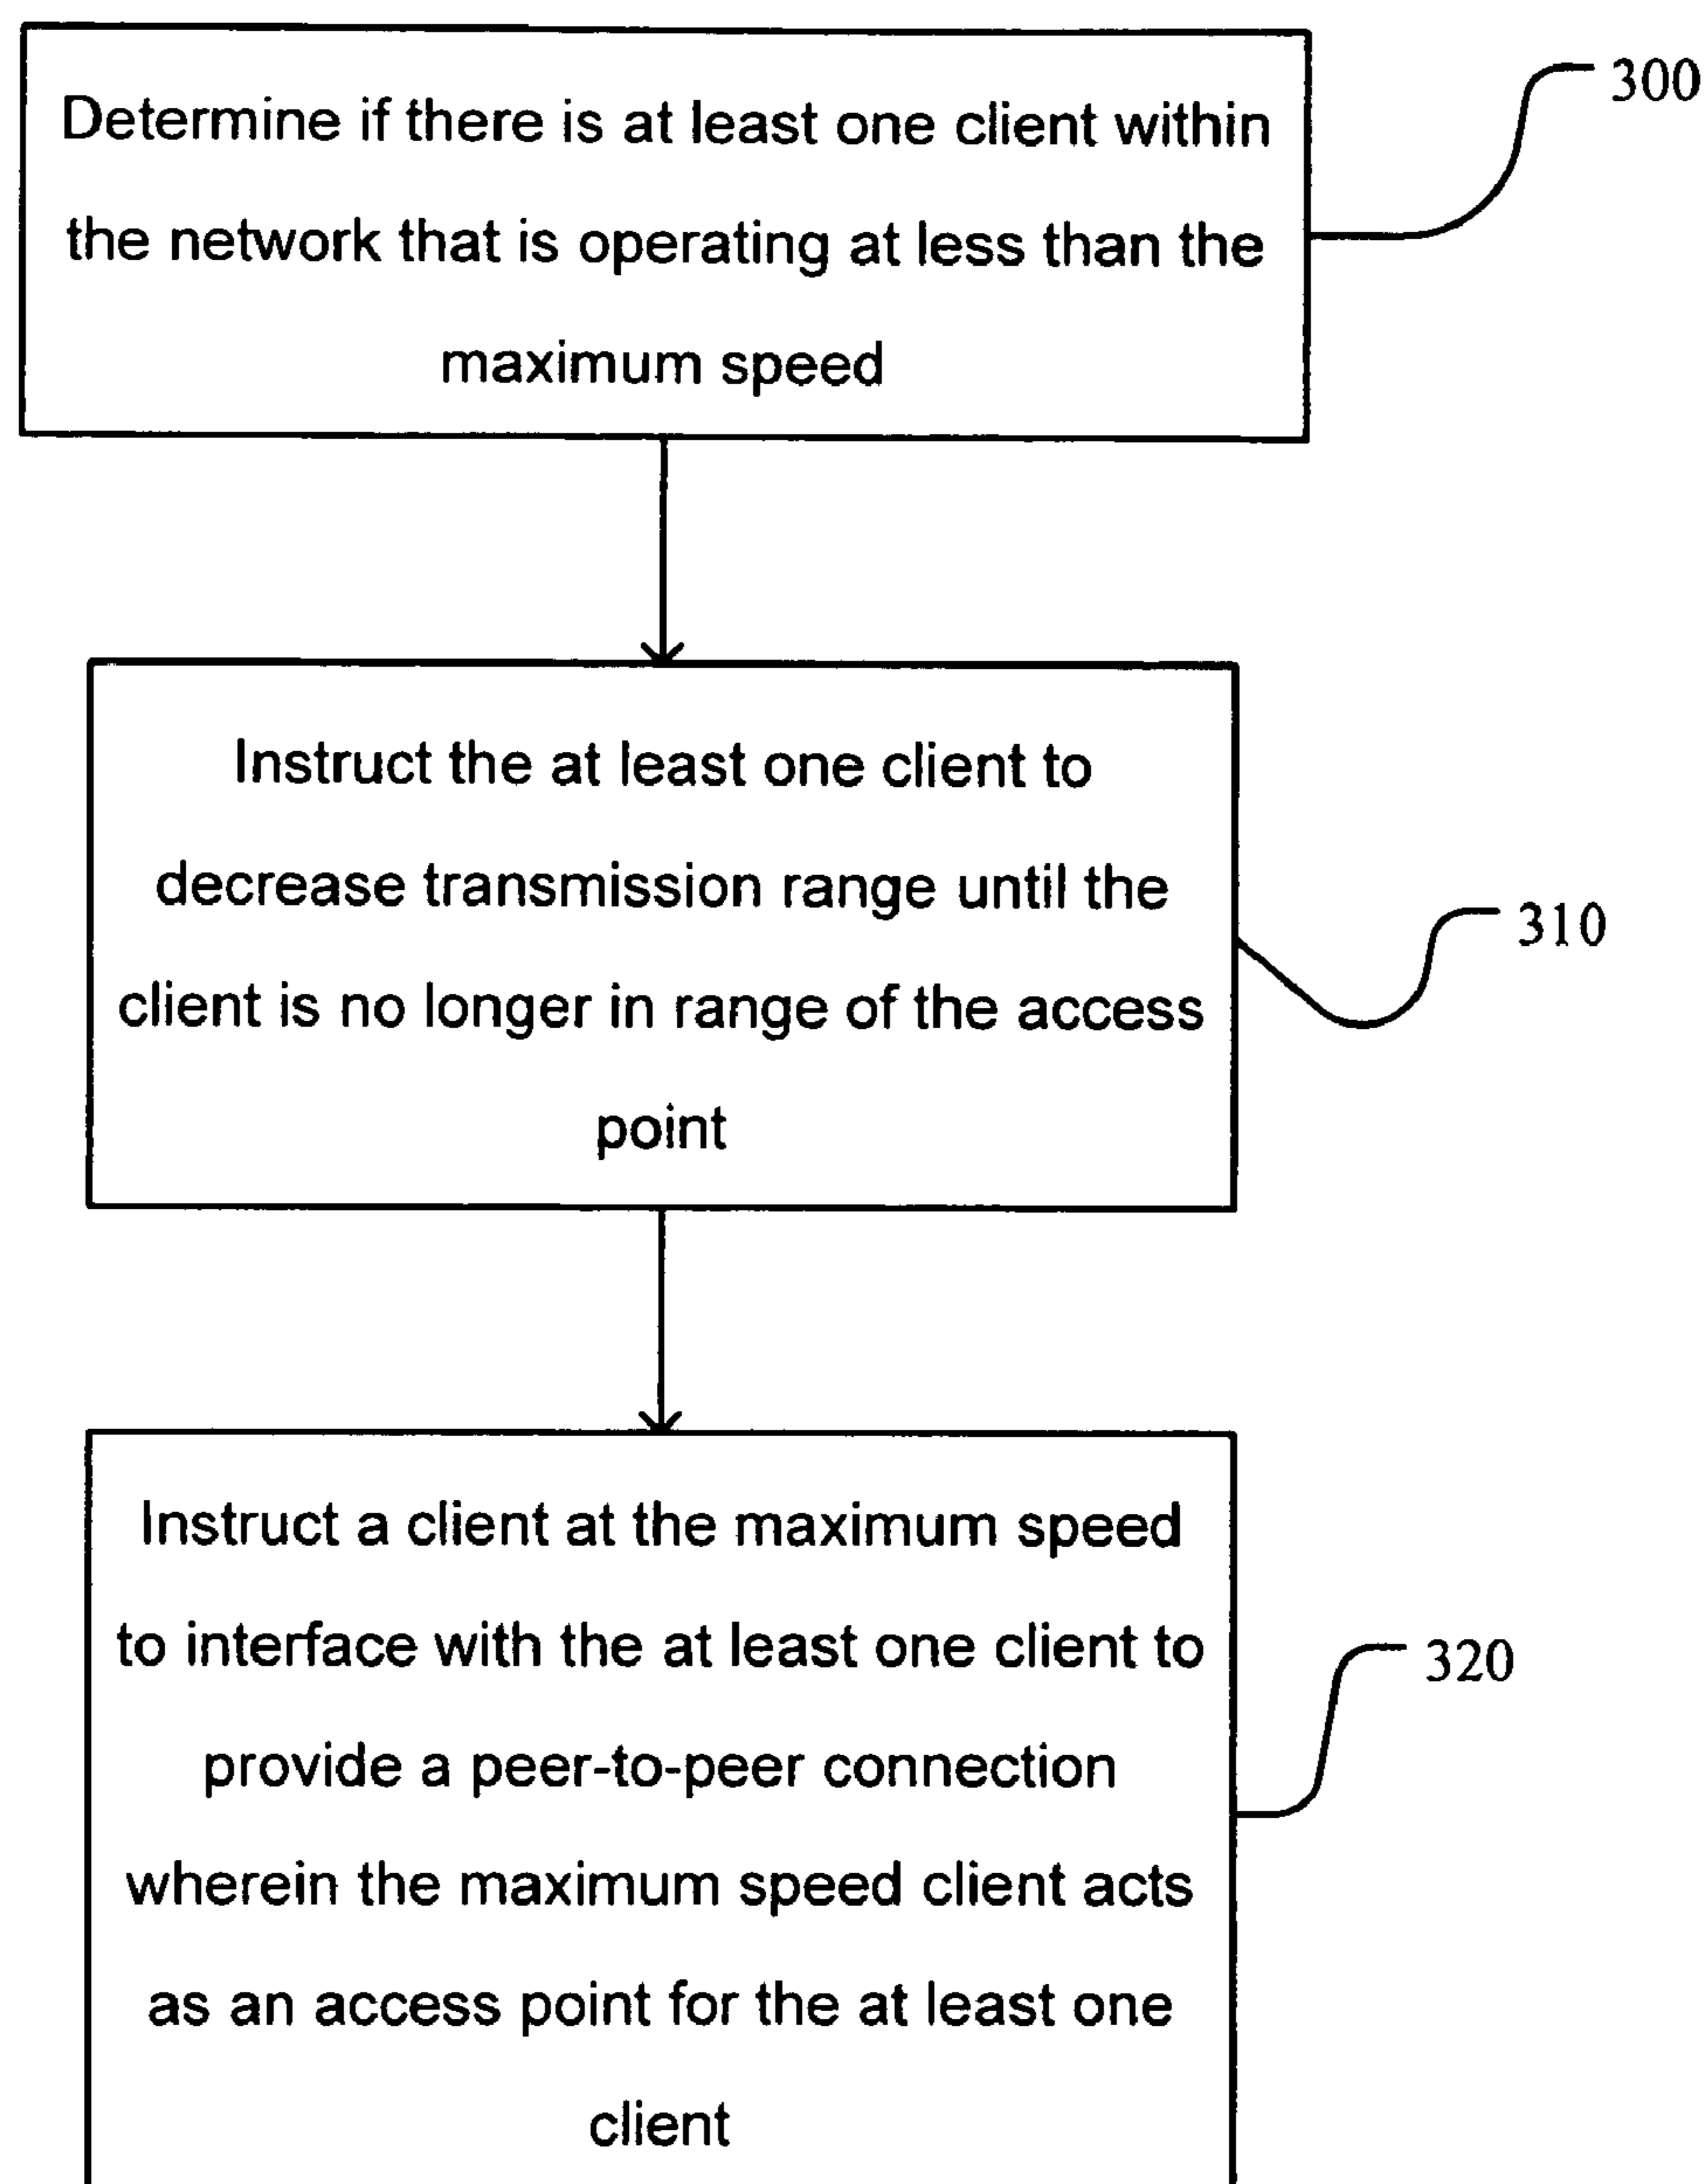 300
Determine if there is at least one client within
the network that is operating at less than the
maximum speed
Instruct the at least one client to
decrease transmission range until the
client is no longer in range of the access
point
310
Instruct a client at the maximum speed
to interface with the at least one client to
provide a peer-to-peer connection
wherein the maximum speed client acts
as an access point for the at least one
client
320